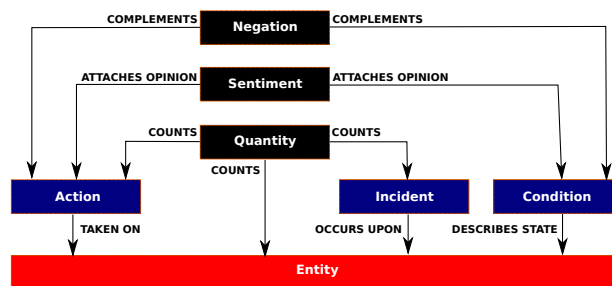 COMPLEMENTS Negation COMPLEMENTS
ATTACHES OPINION Sentiment ATTACHES OPINION
COUNTS Quantity COUNTS
COUNTS
Action Incident Condition
TAKEN ON OCCURS UPON DESCRIBES STATE
Entity